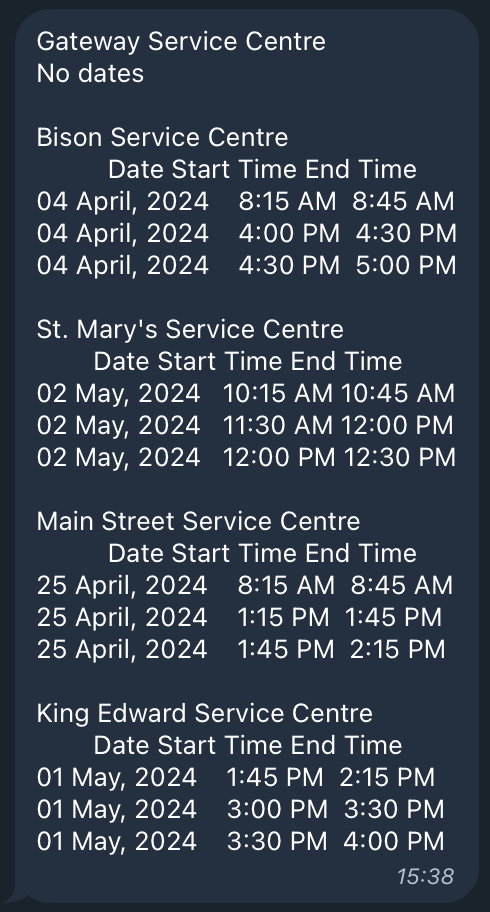 Gateway Service Centre
No dates
Bison Service Centre
Date Start Time End Time
04 April, 2024 8:15 AM 8:45 AM
04 April, 2024 4:00 PM 4:30 PM
04 April, 2024 4:30 PM 5:00 PM
St. Mary's Service Centre
Date Start Time End Time
02 May, 2024 10:15 AM 10:45 AM
02 May, 2024 11:30 AM 12:00 PM
02 May, 2024 12:00 PM 12:30 PM
Main Street Service Centre
Date Start Time End Time
25 April, 2024 8:15 AM 8:45 AM
25 April, 2024 1:15 PM 1:45 PM
25 April, 2024 1:45 PM 2:15 PM
King Edward Service Centre
Date Start Time End Time
01 May, 2024 1:45 PM 2:15 PM
01 May, 2024 3:00 PM 3:30 PM
01 May, 2024 3:30 PM 4:00 PM
15:38